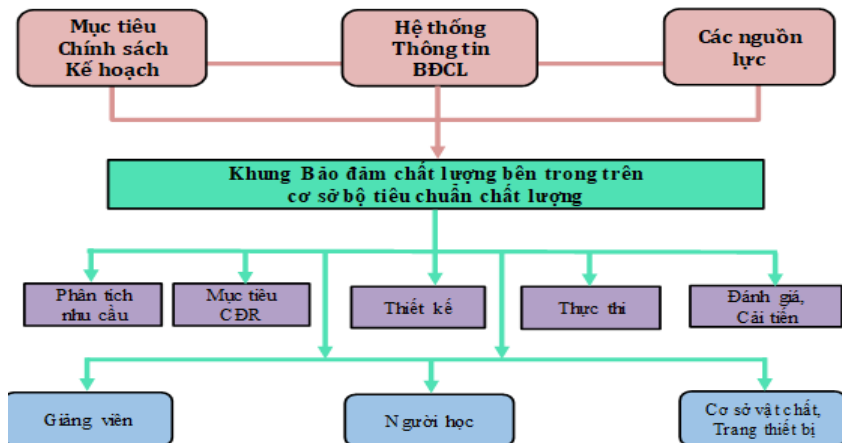 Mục tiêu
Chính sách
Kế hoạch
Hệ thống
Thông tin
BĐCL
Các nguồn
lực
Khung Bảo đảm chất lượng bên trong trên
cơ sở bộ tiêu chuẩn chất lượng
Phân tích
nhu cầu
Mục tiêu
CĐR
Thiết kế
Thực thi
Đánh giá,
Cải tiến
Giảng viên
Người học
Cơ sở vật chất,
Trang thiết bị